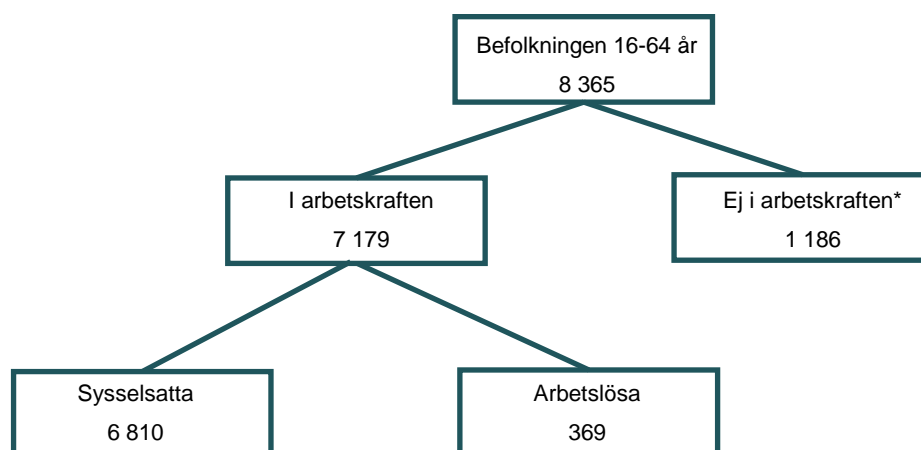 Befolkningen 16-64 år
8 365
I arbetskraften
7 179
Ej i arbetskraften*
1 186
Sysselsatta
6 810
Arbetslösa
369